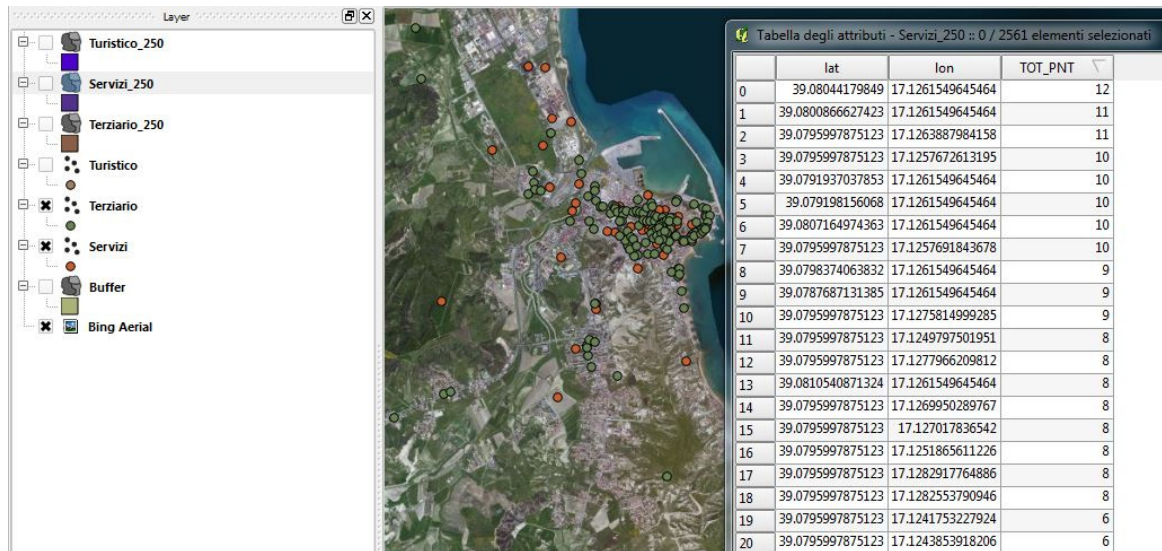 Layer
Turistico_250
Servizi_250
Terziario_250
Turistico
Terziario
Servizi
Buffer
Bing Aerial
Tabella degli attributi - Servizi_250 :: 0 / 2561 elementi selezionati
lat lon TOT_PNT
0 39.08044179849 17.1261549645464 12
1 39.0800866627423 17.1261549645464 11
2 39.0795997875123 17.1263887984158 11
3 39.0795997875123 17.1257672613195 10
4 39.0791937037853 17.1261549645464 10
5 39.079198156068 17.1261549645464 10
6 39.0807164974363 17.1261549645464 10
7 39.0795997875123 17.1257691843678 10
8 39.0798374063832 17.1261549645464 9
9 39.0787687131385 17.1261549645464 9
10 39.0795997875123 17.1275814999285 9
11 39.0795997875123 17.1249797501951 8
12 39.0795997875123 17.1277966209812 8
13 39.0810540871324 17.1261549645464 8
14 39.0795997875123 17.1269950289767 8
15 39.0795997875123 17.127017836542 8
16 39.0795997875123 17.1251865611226 8
17 39.0795997875123 17.1282917764886 8
18 39.0795997875123 17.1282553790946 8
19 39.0795997875123 17.1241753227924 6
20 39.0795997875123 17.1243853918206 6